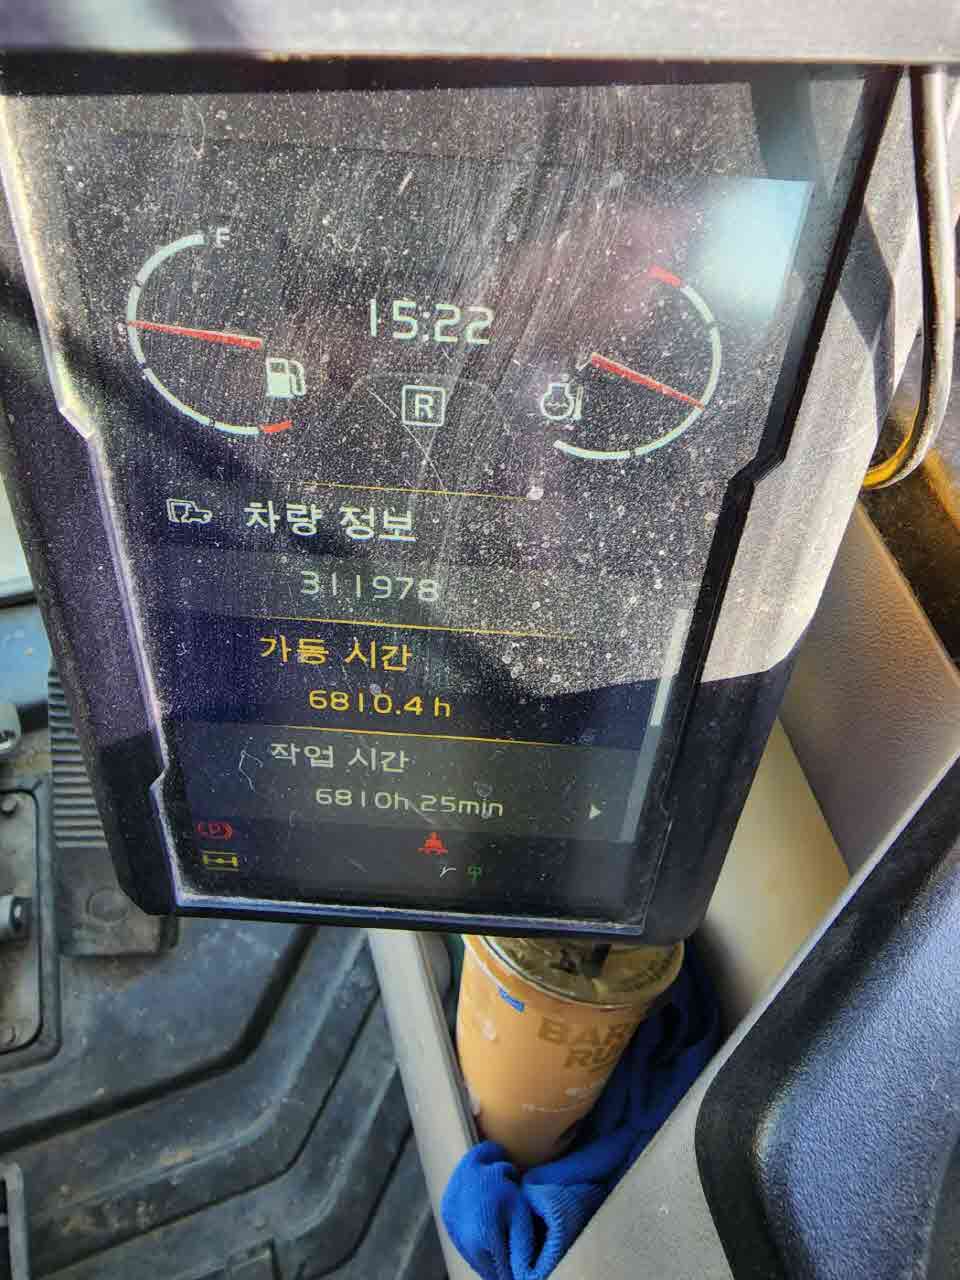 F
15:22
R
차량 정보
311978
가동 시간
6810.4 h
작업 시간
6810h 25min
(P)